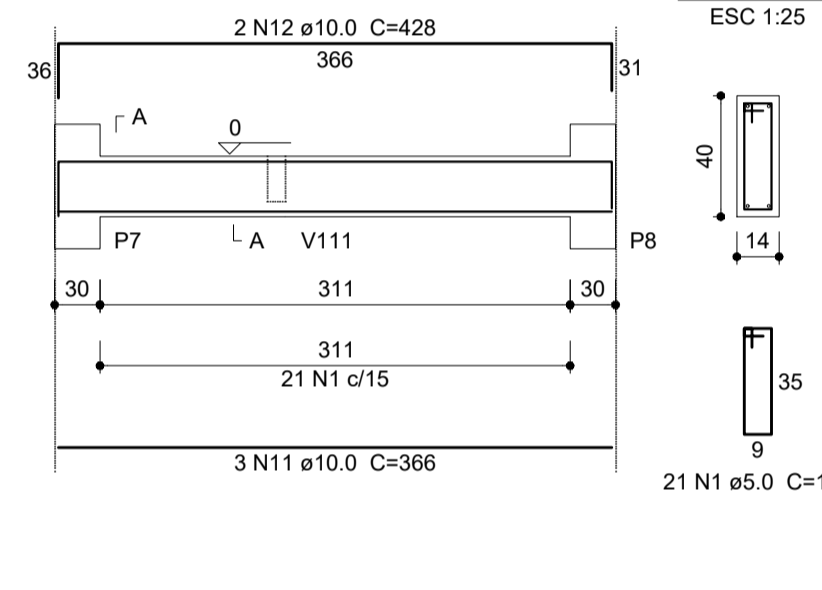 ESC 1:25
2 N12 ø10.0 C=428
36
366
31
A
0
40
A
V111
P7
P8
14
30
311
30
311
21 N1 c/15
35
9
3 N11 ø10.0 C=366
21 N1 ø5.0 C=1